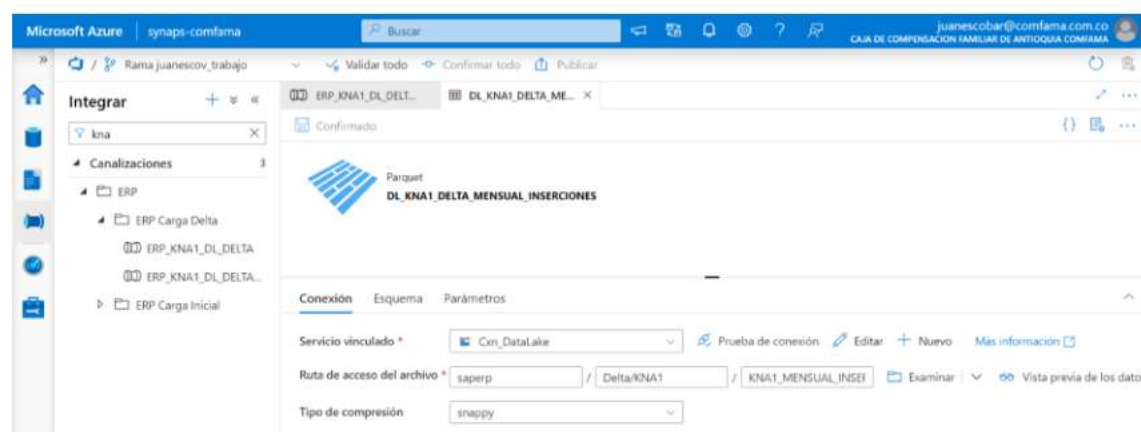 Microsoft Azure | synaps-comfama
Buscar
juanescobar@comfama.com.co
CAJA DE COMPENSACION FAMILIAR DE ANTIOQUIA COMFAMA
/ Rama juanescov_trabajo
Validar todo
Confirmar todo
Publicar
Integrar
kna
Canalizaciones 3
ERP
ERP Carga Delta
ERP_KNA1_DL_DELTA
ERP_KNA1_DL_DELTA...
ERP Carga Inicial
ERP_KNA1_DL_DELT...
DL_KNA1_DELTA_ME...
Confirmado
Parquet
DL_KNA1_DELTA_MENSUAL_INSERCIONES
Conexión Esquema Parámetros
Servicio vinculado * Cxn_DataLake Prueba de conexión Editar Nuevo Más información
Ruta de acceso del archivo * saperp / Delta/KNA1 / KNA1_MENSUAL_INSEF Examinar Vista previa de los dato
Tipo de compresión snappy